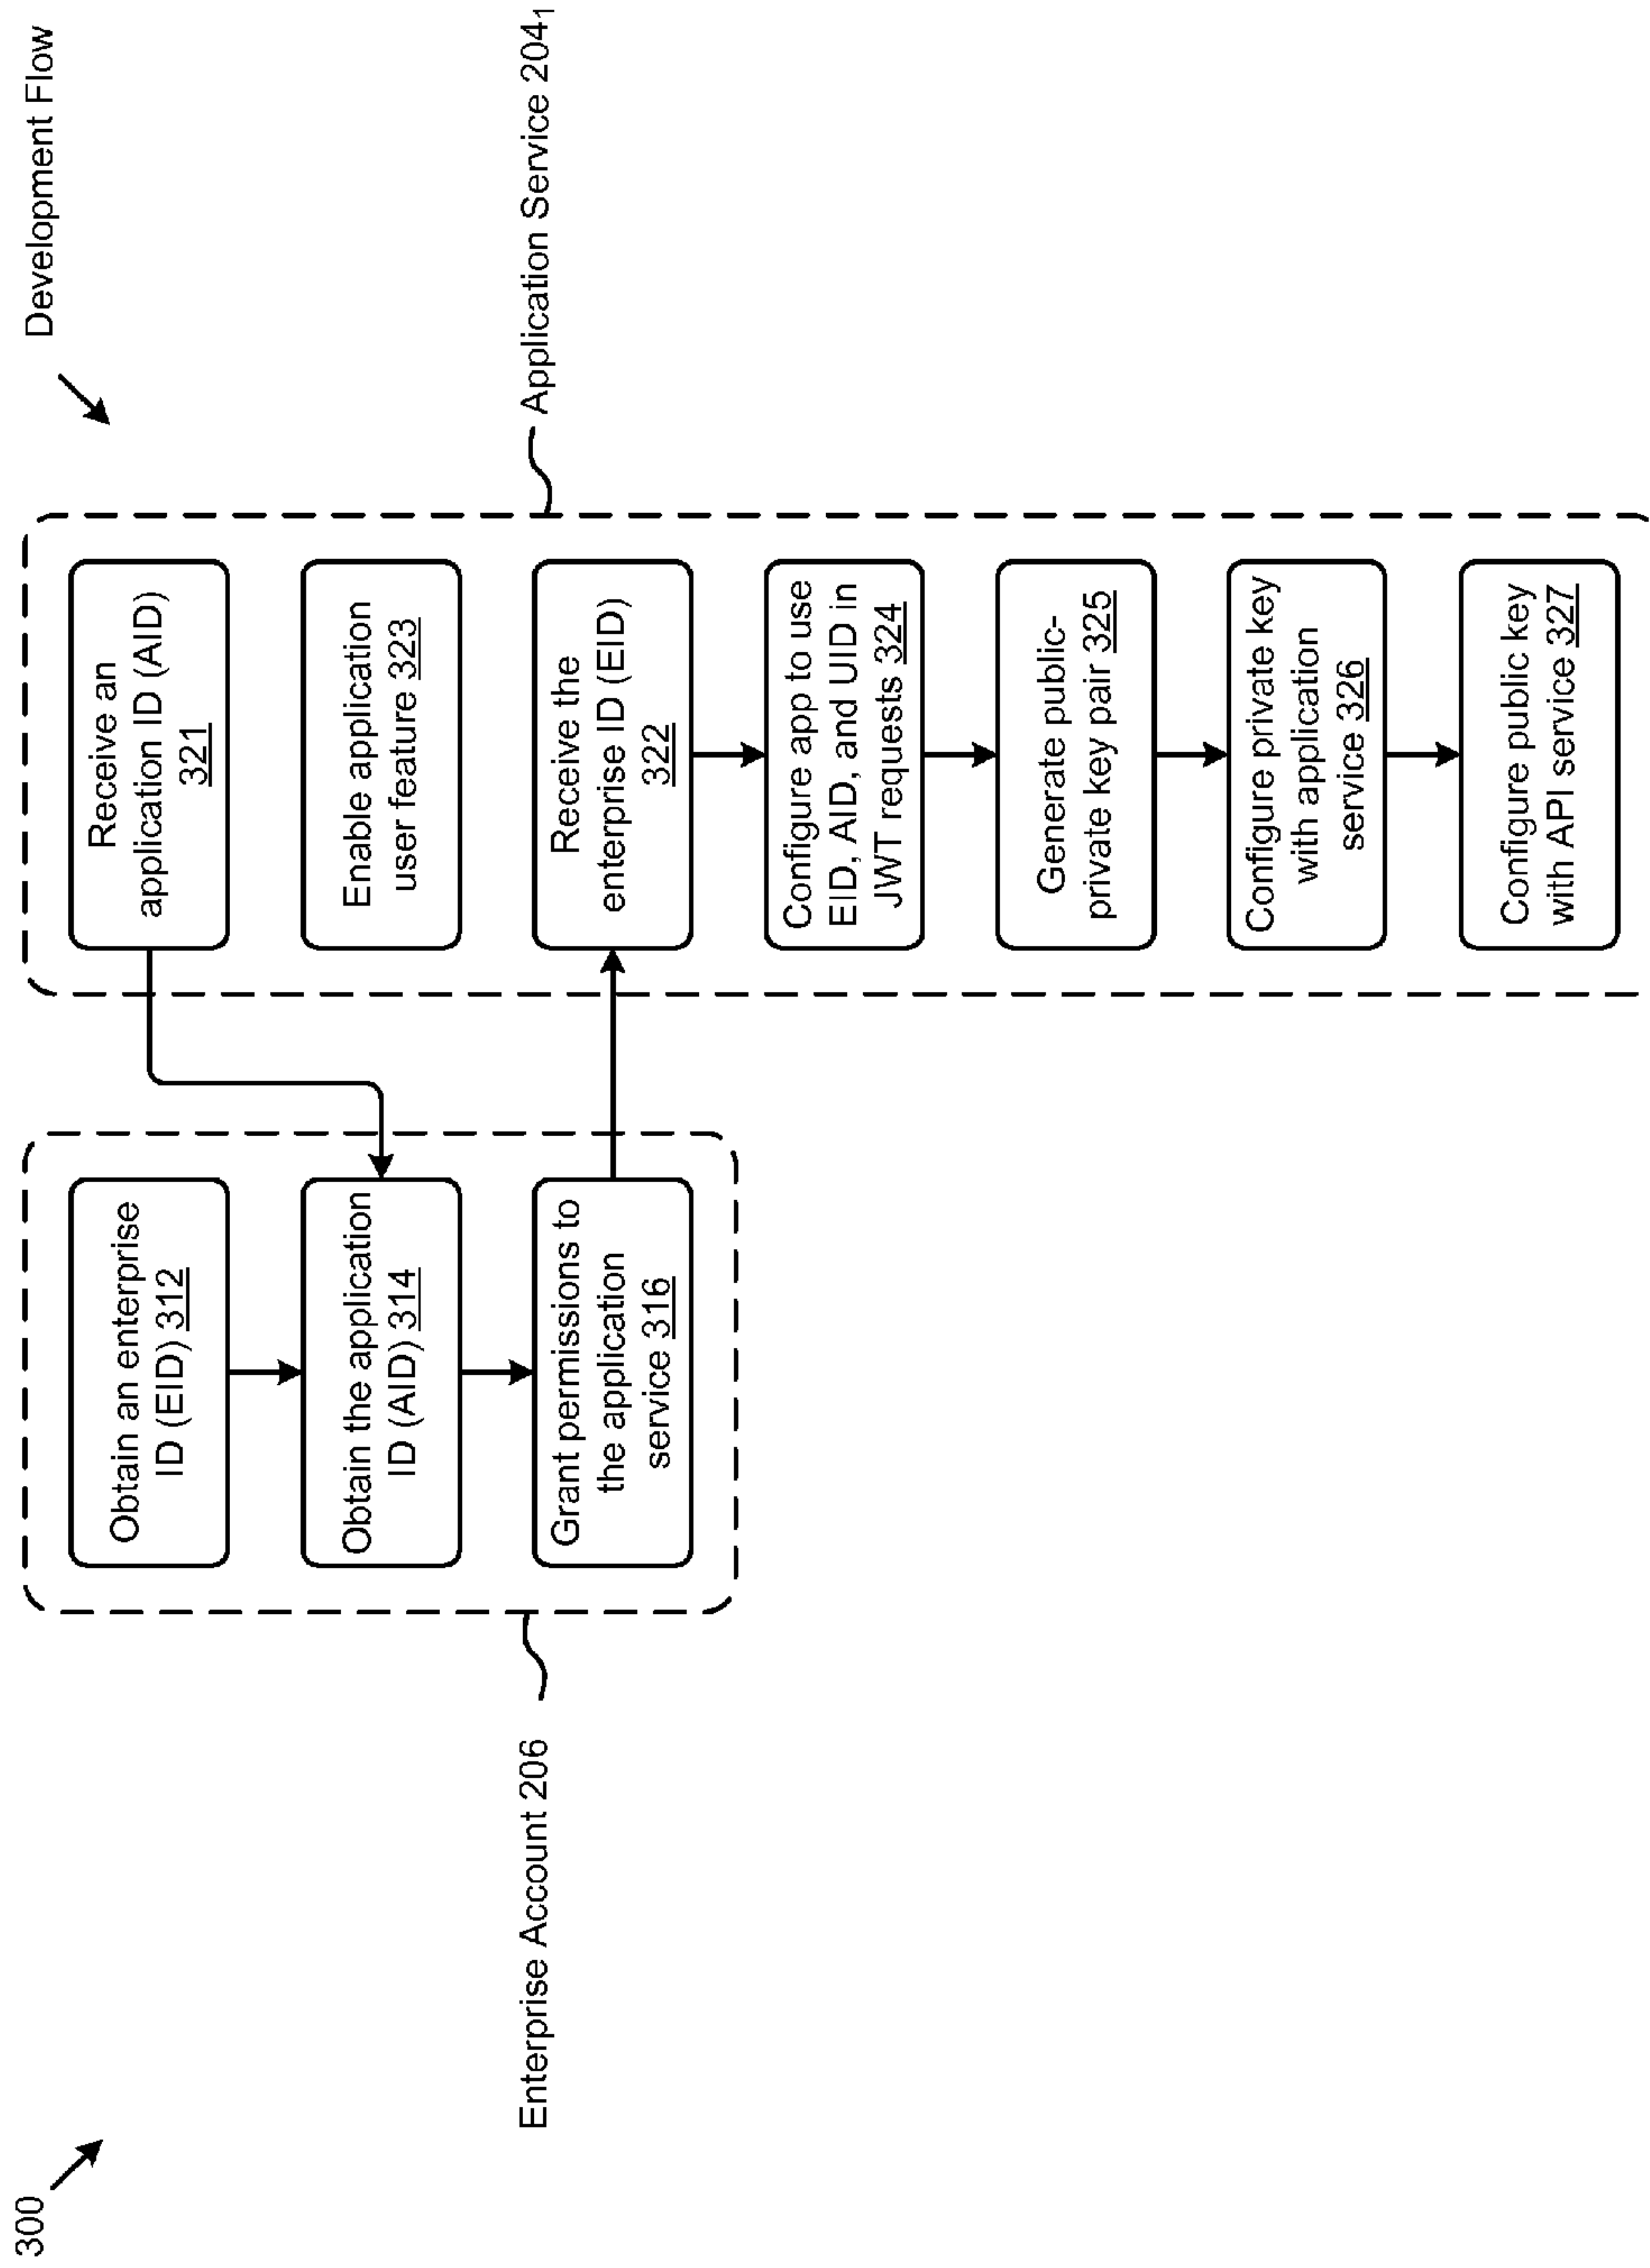 300
Development Flow
Enterprise Account 206
Obtain an enterprise
ID (EID) 312
Obtain the application
ID (AID) 314
Grant permissions to
the application
service 316
Application Service 204₁
Receive an
application ID (AID)
321
Enable application
user feature 323
Receive the
enterprise ID (EID)
322
Configure app to use
EID, AID, and UID in
JWT requests 324
Generate public-
private key pair 325
Configure private key
with application
service 326
Configure public key
with API service 327